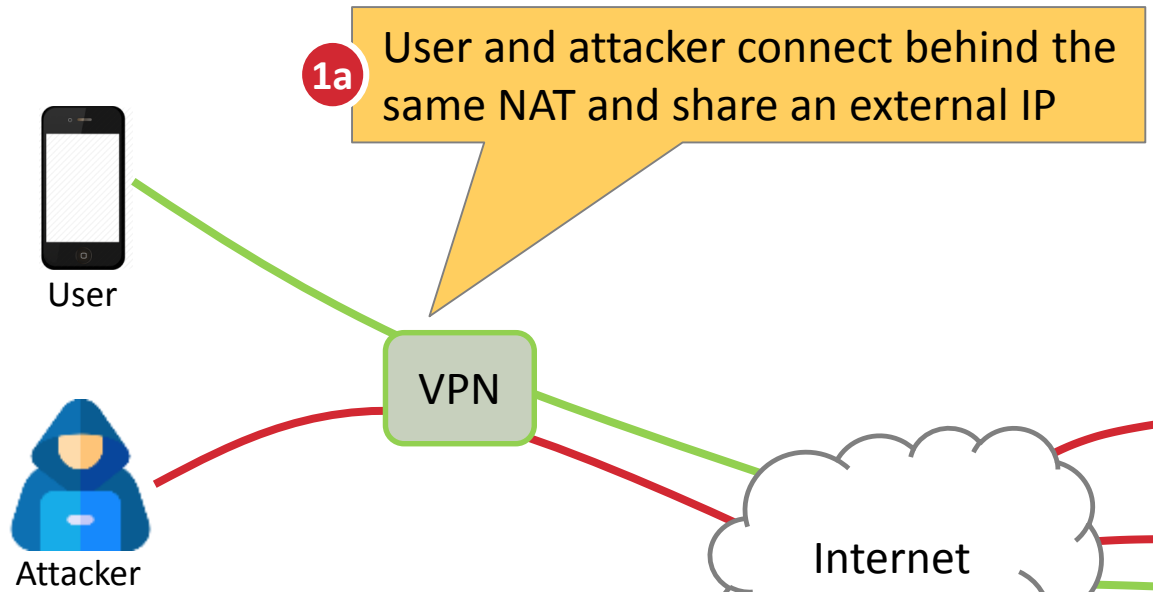 1a
User and attacker connect behind the
same NAT and share an external IP
User
VPN
Attacker
Internet